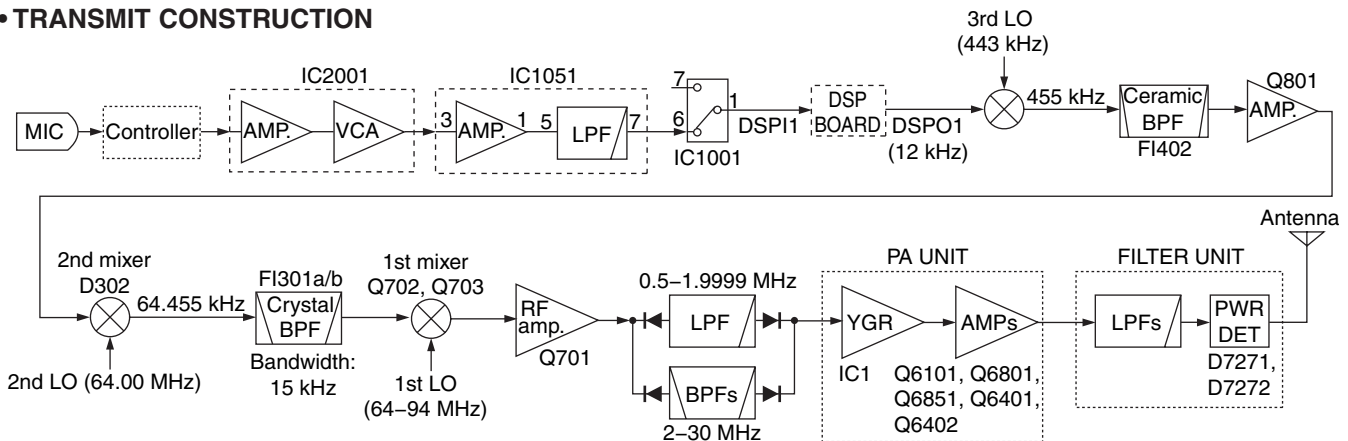 • TRANSMIT CONSTRUCTION
3rd LO
(443 kHz)
IC2001
IC1051
7
Q801
MIC
Controller
AMP.
VCA
3
AMP.
1
5
LPF
7
6
1
IC1001
DSPI1
DSP
BOARD
DSPO1
(12 kHz)
455 kHz
Ceramic
BPF
FI402
AMP.
2nd mixer
D302
64.455 kHz
2nd LO (64.00 MHz)
FI301a/b
Crystal
BPF
Bandwidth:
15 kHz
1st mixer
Q702, Q703
1st LO
(64–94 MHz)
RF
amp.
Q701
0.5–1.9999 MHz
LPF
BPFs
2–30 MHz
PA UNIT
YGR
IC1
AMPs
Q6101, Q6801,
Q6851, Q6401,
Q6402
FILTER UNIT
LPFs
PWR
DET
D7271,
D7272
Antenna